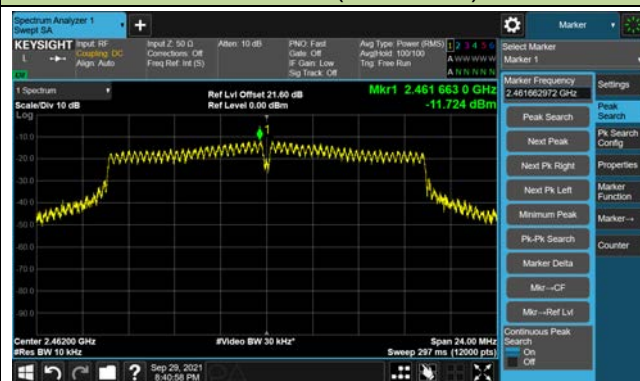 Spectrum Analyzer 1
Swept SA
+
Marker
KEYSIGHT
Input: RF
Coupling: DC
Align: Auto
Input Z: 50 Ω
Corrections: Off
Freq Ref: Int (S)
Atten: 10 dB
PNO: Fast
Gate: Off
IF Gain: Low
Sig Track: Off
Avg Type: Power (RMS)
Avg|Hold: 100/100
Trig: Free Run
1 2 3 4 5 6
A W W W W W
A N N N N N
Select Marker
Marker 1
1 Spectrum
Scale/Div 10 dB
Log
Ref Lvl Offset 21.60 dB
Ref Level 0.00 dBm
Mkr1 2.461 663 0 GHz
-11.724 dBm
Marker Frequency
2.461662972 GHz
Settings
Peak Search
Peak
Search
Next Peak
Pk Search
Config
Next Pk Right
Properties
Next Pk Left
Marker
Function
Minimum Peak
Marker→
Pk-Pk Search
Counter
Marker Delta
Mkr→CF
Mkr→Ref Lvl
Continuous Peak
Search
On
Off
-10.0
-20.0
-30.0
-40.0
-50.0
-60.0
-70.0
-80.0
-90.0
1
Center 2.46200 GHz
#Res BW 10 kHz
#Video BW 30 kHz*
Span 24.00 MHz
Sweep 297 ms (12000 pts)
Sep 29, 2021
8:40:58 PM